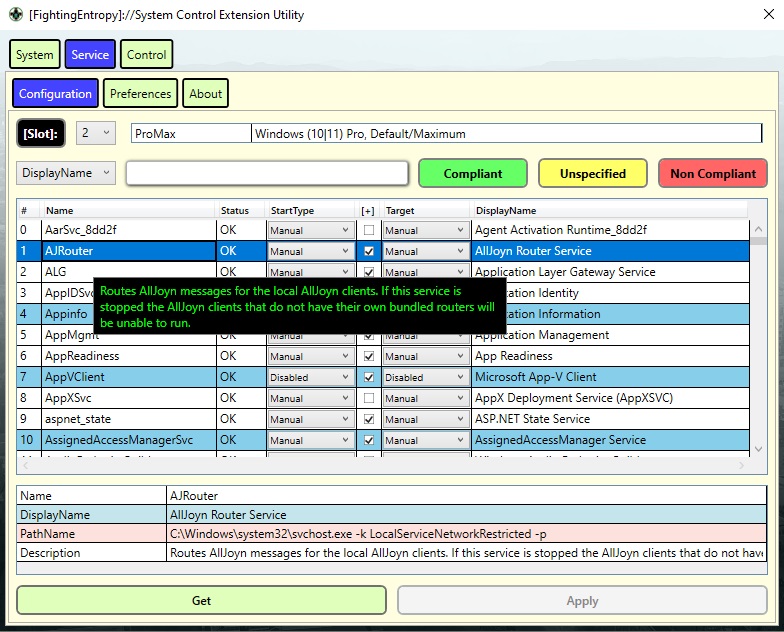 [FightingEntropy]://System Control Extension Utility
System Service Control
Configuration Preferences About
[Slot]: 2 ProMax Windows (10|11) Pro, Default/Maximum
DisplayName Compliant Unspecified Non Compliant
# Name Status StartType [+] Target DisplayName
0 AarSvc_8dd2f OK Manual Manual Agent Activation Runtime_8dd2f
1 AJRouter OK Manual Manual AllJoyn Router Service
2 ALG OK Manual Manual Application Layer Gateway Service
3 AppIDSv
Routes AllJoyn messages for the local AllJoyn clients. If this service is
stopped the AllJoyn clients that do not have their own bundled routers will
be unable to run.
Identity
4 Appinfo Information
5 AppMgmt Manual Manual Application Management
6 AppReadiness OK Manual Manual App Readiness
7 AppVClient OK Disabled Disabled Microsoft App-V Client
8 AppXSvc OK Manual Manual AppX Deployment Service (AppXSVC)
9 aspnet_state OK Manual Manual ASP.NET State Service
10 AssignedAccessManagerSvc OK Manual Manual AssignedAccessManager Service
Name AJRouter
DisplayName AllJoyn Router Service
PathName C:\Windows\system32\svchost.exe -k LocalServiceNetworkRestricted -p
Description Routes AllJoyn messages for the local AllJoyn clients. If this service is stopped the AllJoyn clients that do not have
Get Apply